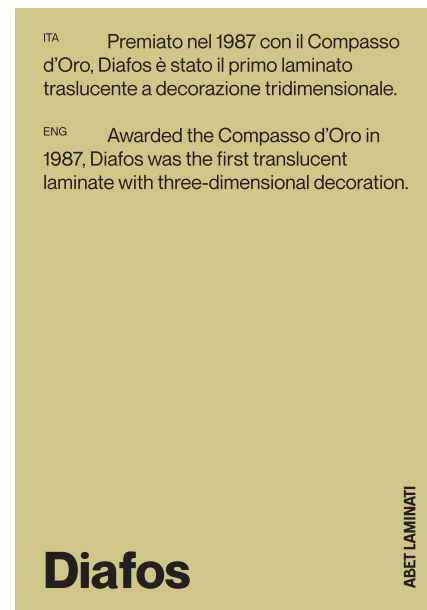 ITA Premiato nel 1987 con il Compasso
d’Oro, Diafos è stato il primo laminato
traslucente a decorazione tridimensionale.
ENG Awarded the Compasso d’Oro in
1987, Diafos was the first translucent
laminate with three-dimensional decoration.
Diafos
ABET LAMINATI